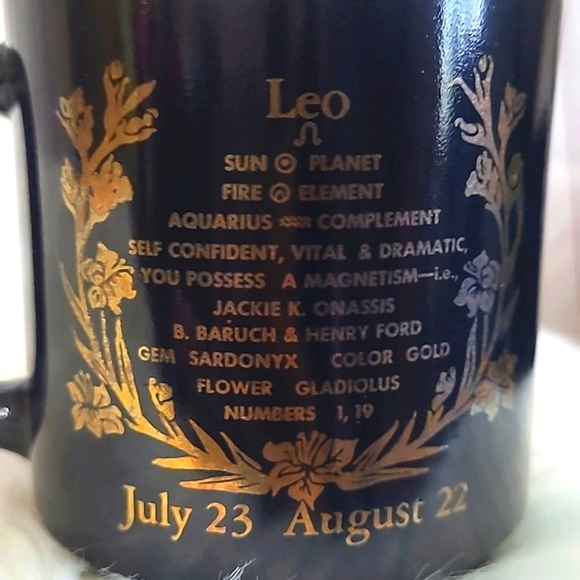 Leo
♌
SUN ☉ PLANET
FIRE △ ELEMENT
AQUARIUS ♒ COMPLEMENT
SELF CONFIDENT, VITAL & DRAMATIC,
YOU POSSESS A MAGNETISM—i.e.,
JACKIE K. ONASSIS
B. BARUCH & HENRY FORD
GEM SARDONYX COLOR GOLD
FLOWER GLADIOLUS
NUMBERS 1, 19
July 23 August 22